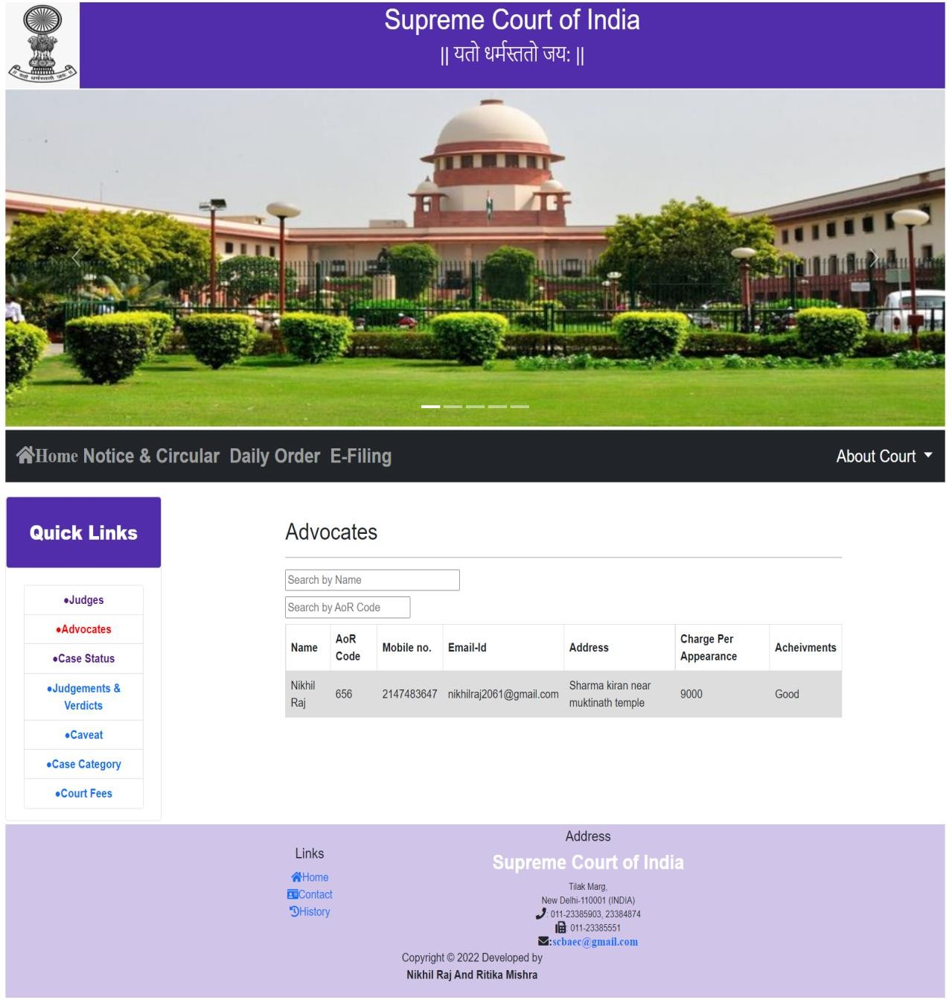 Supreme Court of India
|| यतो धर्मस्ततो जय: ||
|| यतो धर्मस्ततो जयः ||
Home Notice & Circular Daily Order E-Filing About Court
Quick Links
●Judges
●Advocates
●Case Status
●Judgements &
Verdicts
●Caveat
●Case Category
●Court Fees
Advocates
Search by Name
Search by AoR Code
Name AoR Code Mobile no. Email-Id Address Charge Per Appearance Acheivments
Nikhil Raj 656 2147483647 nikhilraj2061@gmail.com Sharma kiran near muktinath temple 9000 Good
Links
Home
Contact
History
Address
Supreme Court of India
Tilak Marg,
New Delhi-110001 (INDIA)
: 011-23385903, 23384874
: 011-23385551
:scbaec@gmail.com
Copyright © 2022 Developed by
Nikhil Raj And Ritika Mishra